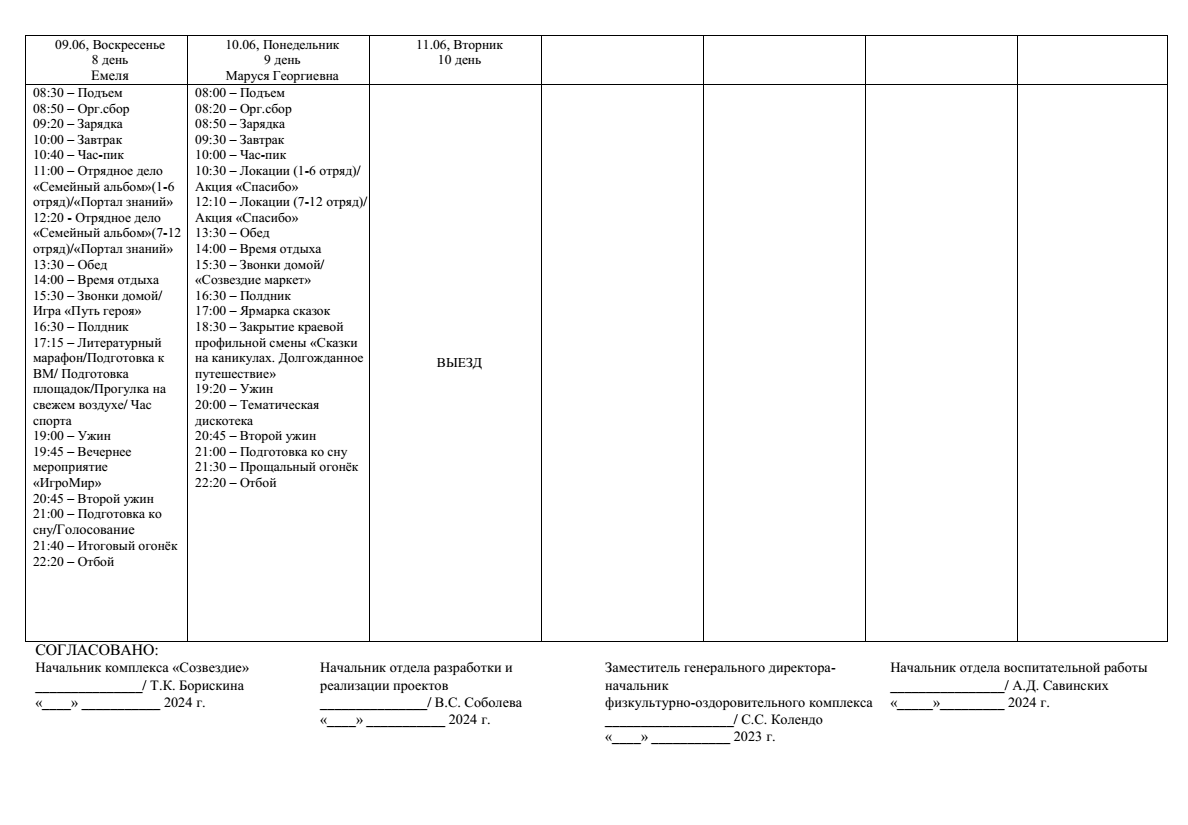 09.06, Воскресенье
8 день
Емеля
10.06, Понедельник
9 день
Маруся Георгиевна
11.06, Вторник
10 день
08:30 – Подъем
08:50 – Орг.сбор
09:20 – Зарядка
10:00 – Завтрак
10:40 – Час-пик
11:00 – Отрядное дело
«Семейный альбом»(1-6
отряд)/«Портал знаний»
12:20 - Отрядное дело
«Семейный альбом»(7-12
отряд)/«Портал знаний»
13:30 – Обед
14:00 – Время отдыха
15:30 – Звонки домой/
Игра «Путь героя»
16:30 – Полдник
17:15 – Литературный
марафон/Подготовка к
ВМ/ Подготовка
площадок/Прогулка на
свежем воздухе/ Час
спорта
19:00 – Ужин
19:45 – Вечернее
мероприятие
«ИгроМир»
20:45 – Второй ужин
21:00 – Подготовка ко
сну/Голосование
21:40 – Итоговый огонёк
22:20 – Отбой
08:00 – Подъем
08:20 – Орг.сбор
08:50 – Зарядка
09:30 – Завтрак
10:00 – Час-пик
10:30 – Локации (1-6 отряд)/
Акция «Спасибо»
12:10 – Локации (7-12 отряд)/
Акция «Спасибо»
13:30 – Обед
14:00 – Время отдыха
15:30 – Звонки домой/
«Созвездие маркет»
16:30 – Полдник
17:00 – Ярмарка сказок
18:30 – Закрытие краевой
профильной смены «Сказки
на каникулах. Долгожданное
путешествие»
19:20 – Ужин
20:00 – Тематическая
дискотека
20:45 – Второй ужин
21:00 – Подготовка ко сну
21:30 – Прощальный огонёк
22:20 – Отбой
ВЫЕЗД
СОГЛАСОВАНО:
Начальник комплекса «Созвездие»
_______________/ Т.К. Борискина
«____» ___________ 2024 г.
Начальник отдела разработки и
реализации проектов
_______________/ В.С. Соболева
«____» ___________ 2024 г.
Заместитель генерального директора-
начальник
физкультурно-оздоровительного комплекса
__________________/ С.С. Колендо
«____» ___________ 2023 г.
Начальник отдела воспитательной работы
________________/ А.Д. Савинских
«_____»_________ 2024 г.